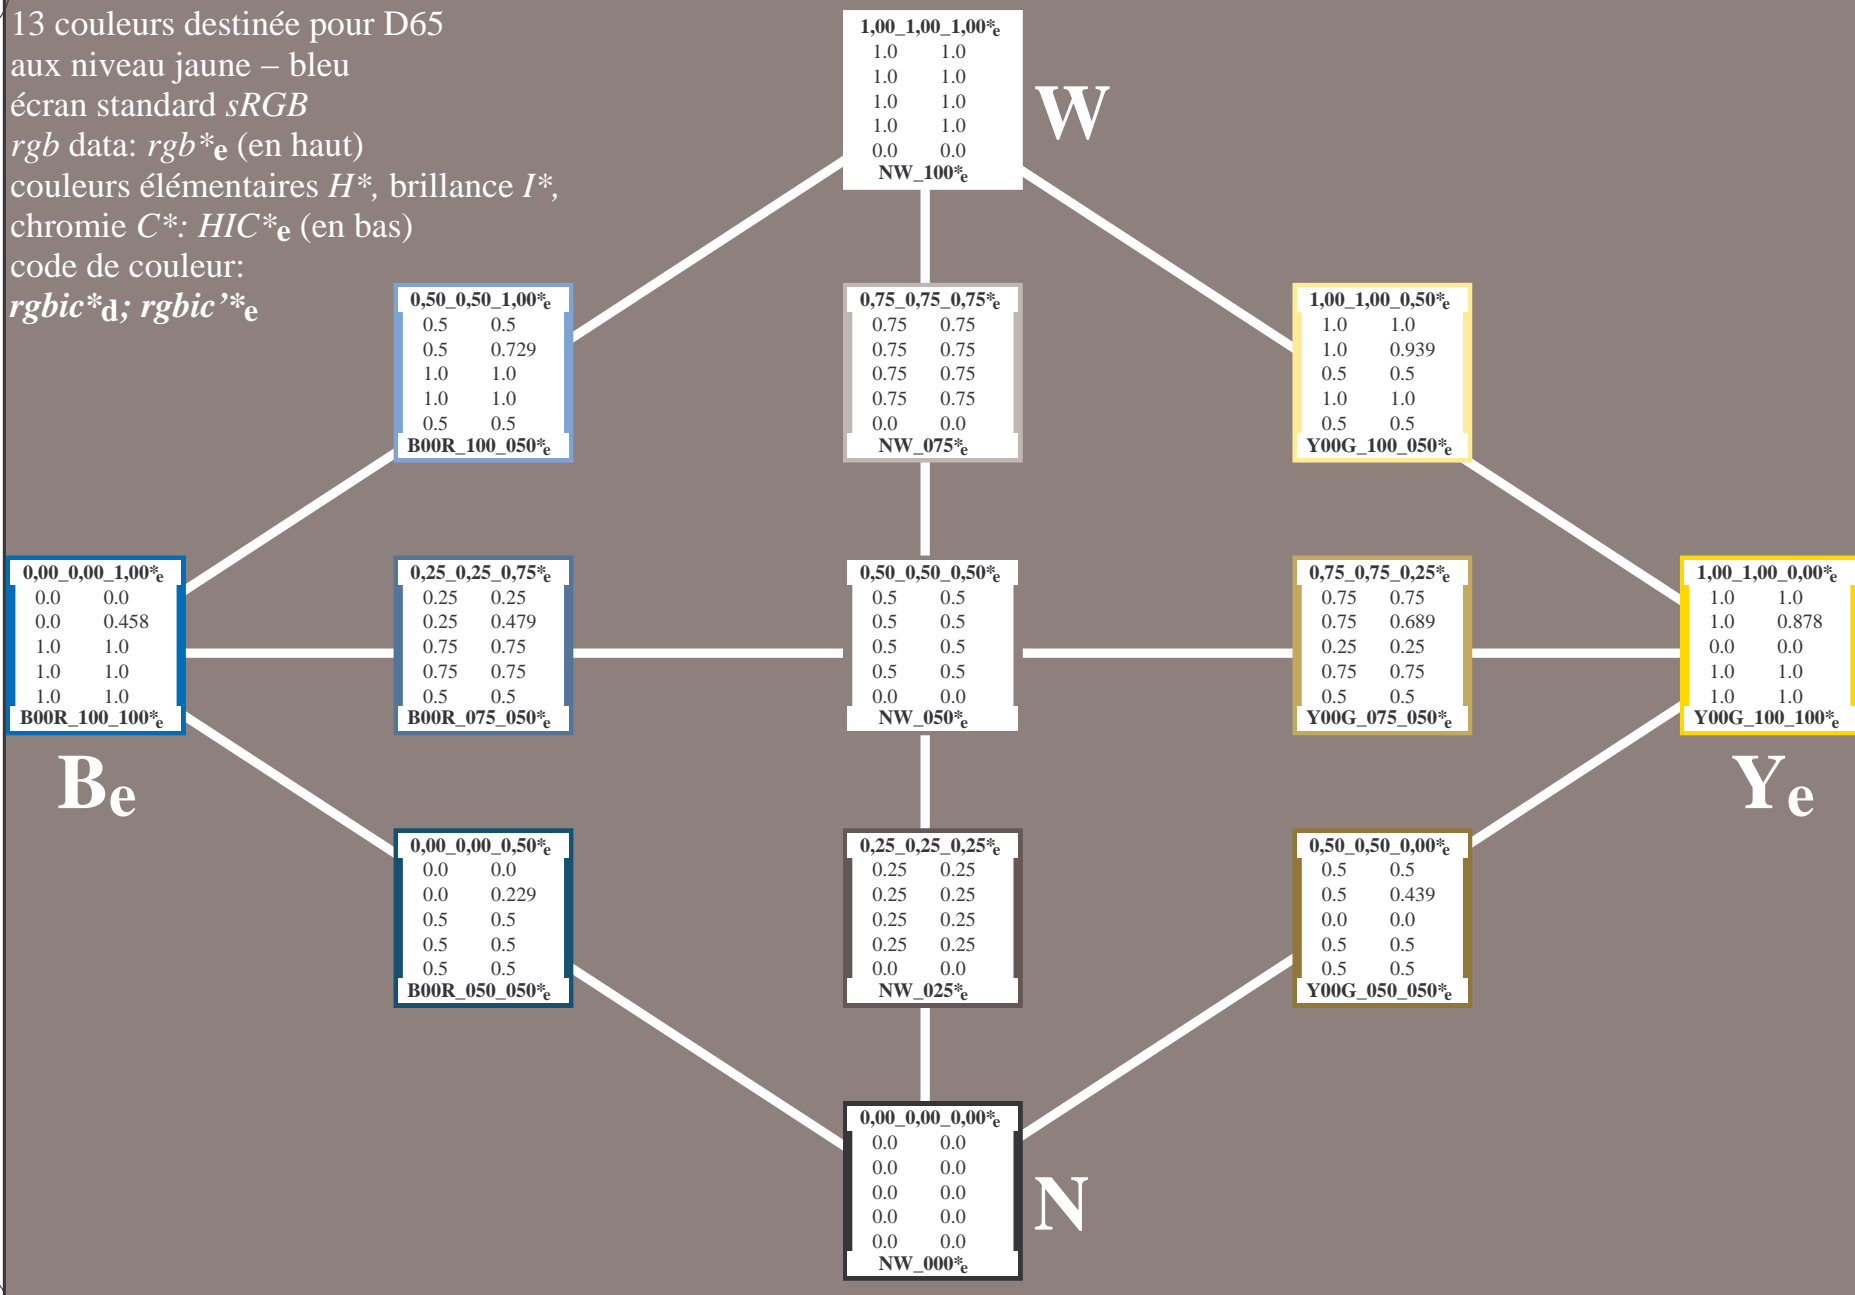 13 couleurs destinée pour D65
aux niveau jaune – bleu
écran standard sRGB
rgb data: rgb*e (en haut)
couleurs élémentaires H*, brillance I*,
chromie C*: HIC*e (en bas)
code de couleur:
rgbic*d; rgbic’*e
1,00_1,00_1,00*e
1.0 1.0
1.0 1.0
1.0 1.0
1.0 1.0
0.0 0.0
NW_100*e
W
0,50_0,50_1,00*e
0.5 0.5
0.5 0.729
1.0 1.0
1.0 1.0
0.5 0.5
B00R_100_050*e
0,75_0,75_0,75*e
0.75 0.75
0.75 0.75
0.75 0.75
0.75 0.75
0.0 0.0
NW_075*e
1,00_1,00_0,50*e
1.0 1.0
1.0 0.939
0.5 0.5
1.0 1.0
0.5 0.5
Y00G_100_050*e
0,00_0,00_1,00*e
0.0 0.0
0.0 0.458
1.0 1.0
1.0 1.0
1.0 1.0
B00R_100_100*e
Be
0,25_0,25_0,75*e
0.25 0.25
0.25 0.479
0.75 0.75
0.75 0.75
0.5 0.5
B00R_075_050*e
0,50_0,50_0,50*e
0.5 0.5
0.5 0.5
0.5 0.5
0.5 0.5
0.0 0.0
NW_050*e
0,75_0,75_0,25*e
0.75 0.75
0.75 0.689
0.25 0.25
0.75 0.75
0.5 0.5
Y00G_075_050*e
1,00_1,00_0,00*e
1.0 1.0
1.0 0.878
0.0 0.0
1.0 1.0
1.0 1.0
Y00G_100_100*e
Ye
0,00_0,00_0,50*e
0.0 0.0
0.0 0.229
0.5 0.5
0.5 0.5
0.5 0.5
B00R_050_050*e
0,25_0,25_0,25*e
0.25 0.25
0.25 0.25
0.25 0.25
0.25 0.25
0.0 0.0
NW_025*e
0,50_0,50_0,00*e
0.5 0.5
0.5 0.439
0.0 0.0
0.5 0.5
0.5 0.5
Y00G_050_050*e
0,00_0,00_0,00*e
0.0 0.0
0.0 0.0
0.0 0.0
0.0 0.0
0.0 0.0
NW_000*e
N